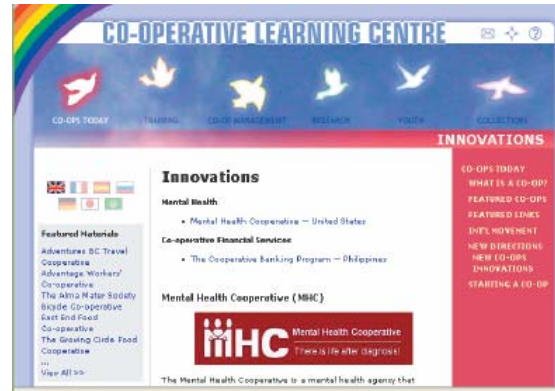 CO-OPERATIVE LEARNING CENTRE
CO-OPS TODAY
TRAINING
CO-OP MANAGEMENT
RESEARCH
YOUTH
COLLECTIONS
INNOVATIONS
Featured Materials
Adventures BC Travel
Cooperative
Advantage Workers'
Co-operative
The Alma Mater Society
Bicycle Co-operative
East End Food
Co-operative
The Growing Circle Food
Cooperative
...
View All >>
Innovations
Mental Health
• Mental Health Cooperative — United States
Co-operative Financial Services
• The Cooperative Banking Program — Philippines
Mental Health Cooperative (MHC)
MHC
Mental Health Cooperative
There is life after diagnosis!
The Mental Health Cooperative is a mental health agency that
CO-OPS TODAY
WHAT IS A CO-OP?
FEATURED CO-OPS
FEATURED LINKS
INT'L MOVEMENT
NEW DIRECTIONS
NEW CO-OPS
INNOVATIONS
STARTING A CO-OP